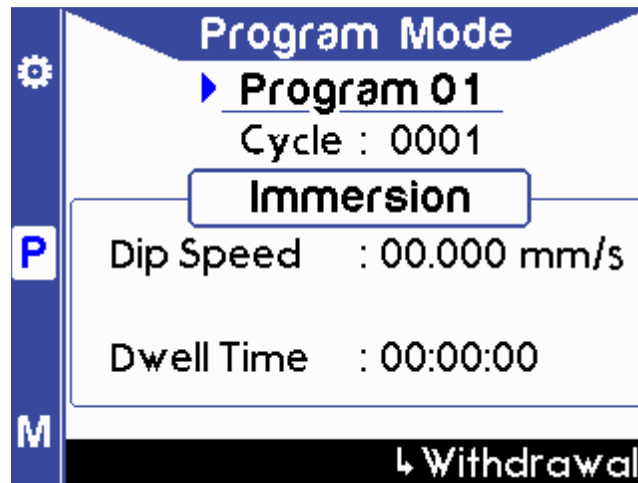 Program Mode
Program 01
Cycle : 0001
Immersion
Dip Speed : 00.000 mm/s
P
Dwell Time : 00:00:00
M
Withdrawal